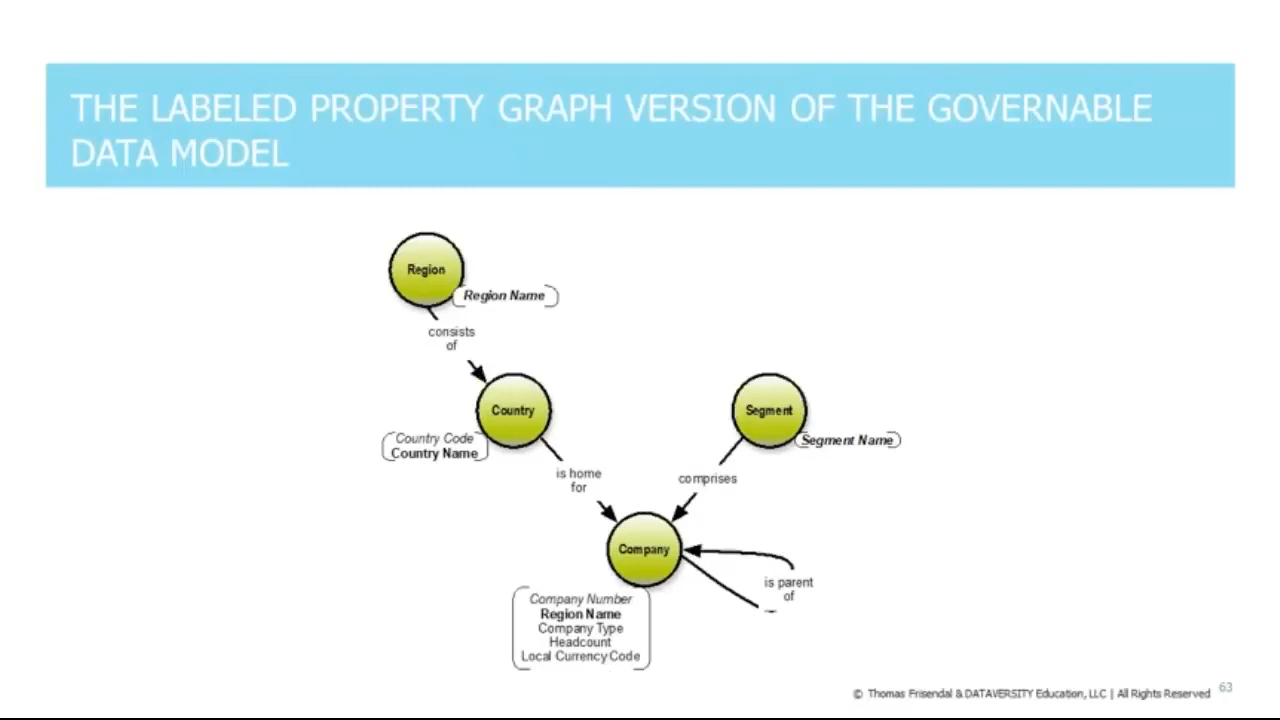 THE LABELED PROPERTY GRAPH VERSION OF THE GOVERNABLE
DATA MODEL
Region
Region Name
consists
of
Country
Country Code
Country Name
Segment
Segment Name
is home
for
comprises
Company
is parent
of
Company Number
Region Name
Company Type
Headcount
Local Currency Code
© Thomas Frisendal & DATAVERSITY Education, LLC | All Rights Reserved
63